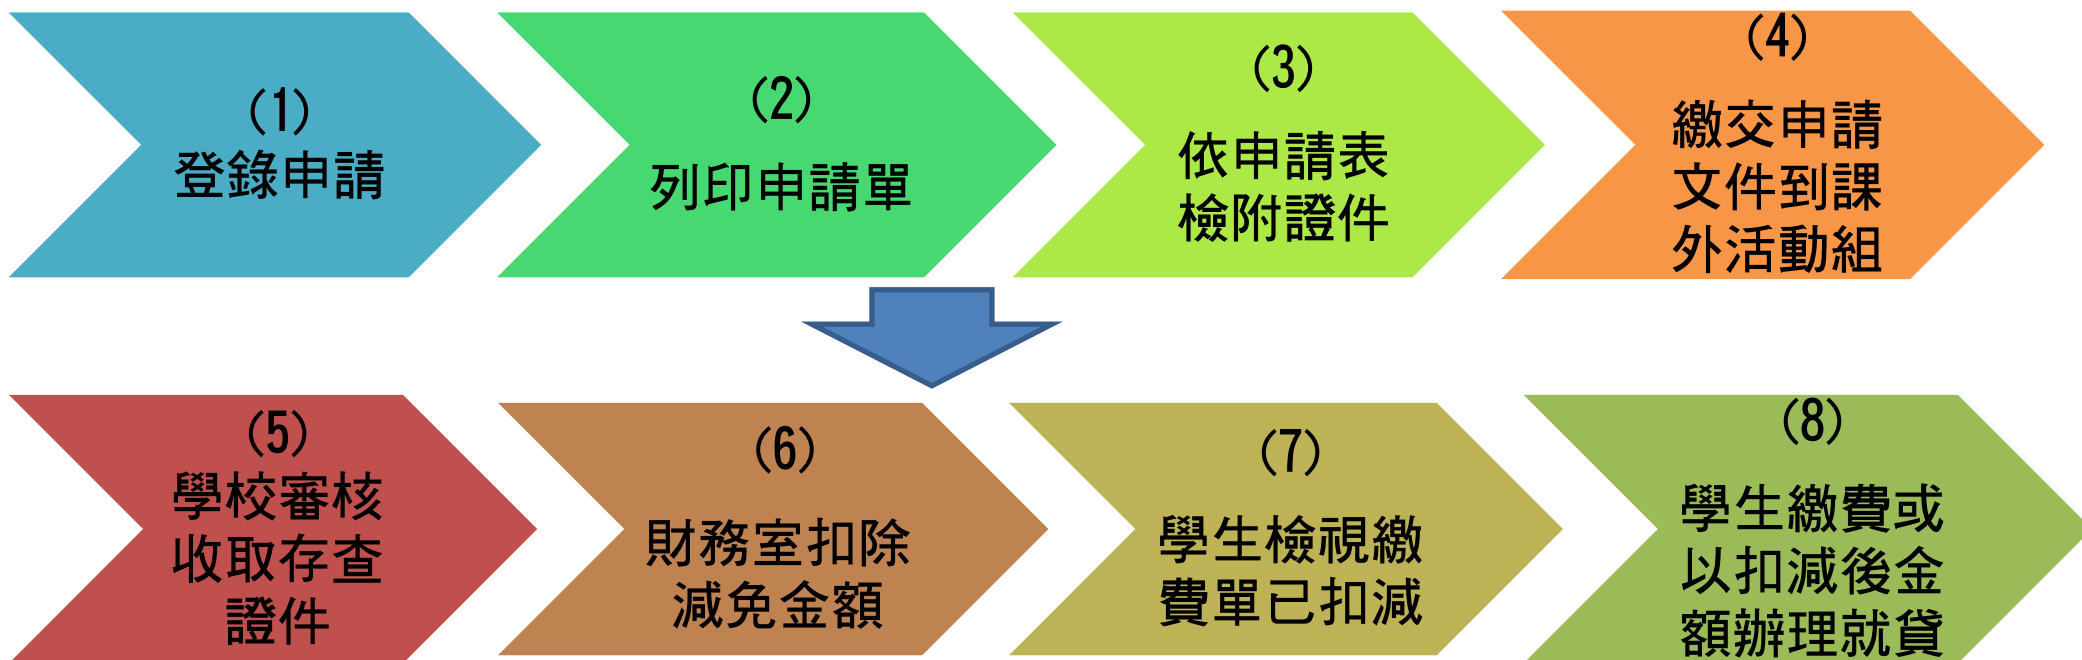 (1)
登錄申請
(2)
列印申請單
(3)
依申請表
檢附證件
(4)
繳交申請
文件到課
外活動組
(5)
學校審核
收取存查
證件
(6)
財務室扣除
減免金額
(7)
學生檢視繳
費單已扣減
(8)
學生繳費或
以扣減後金
額辦理就貸